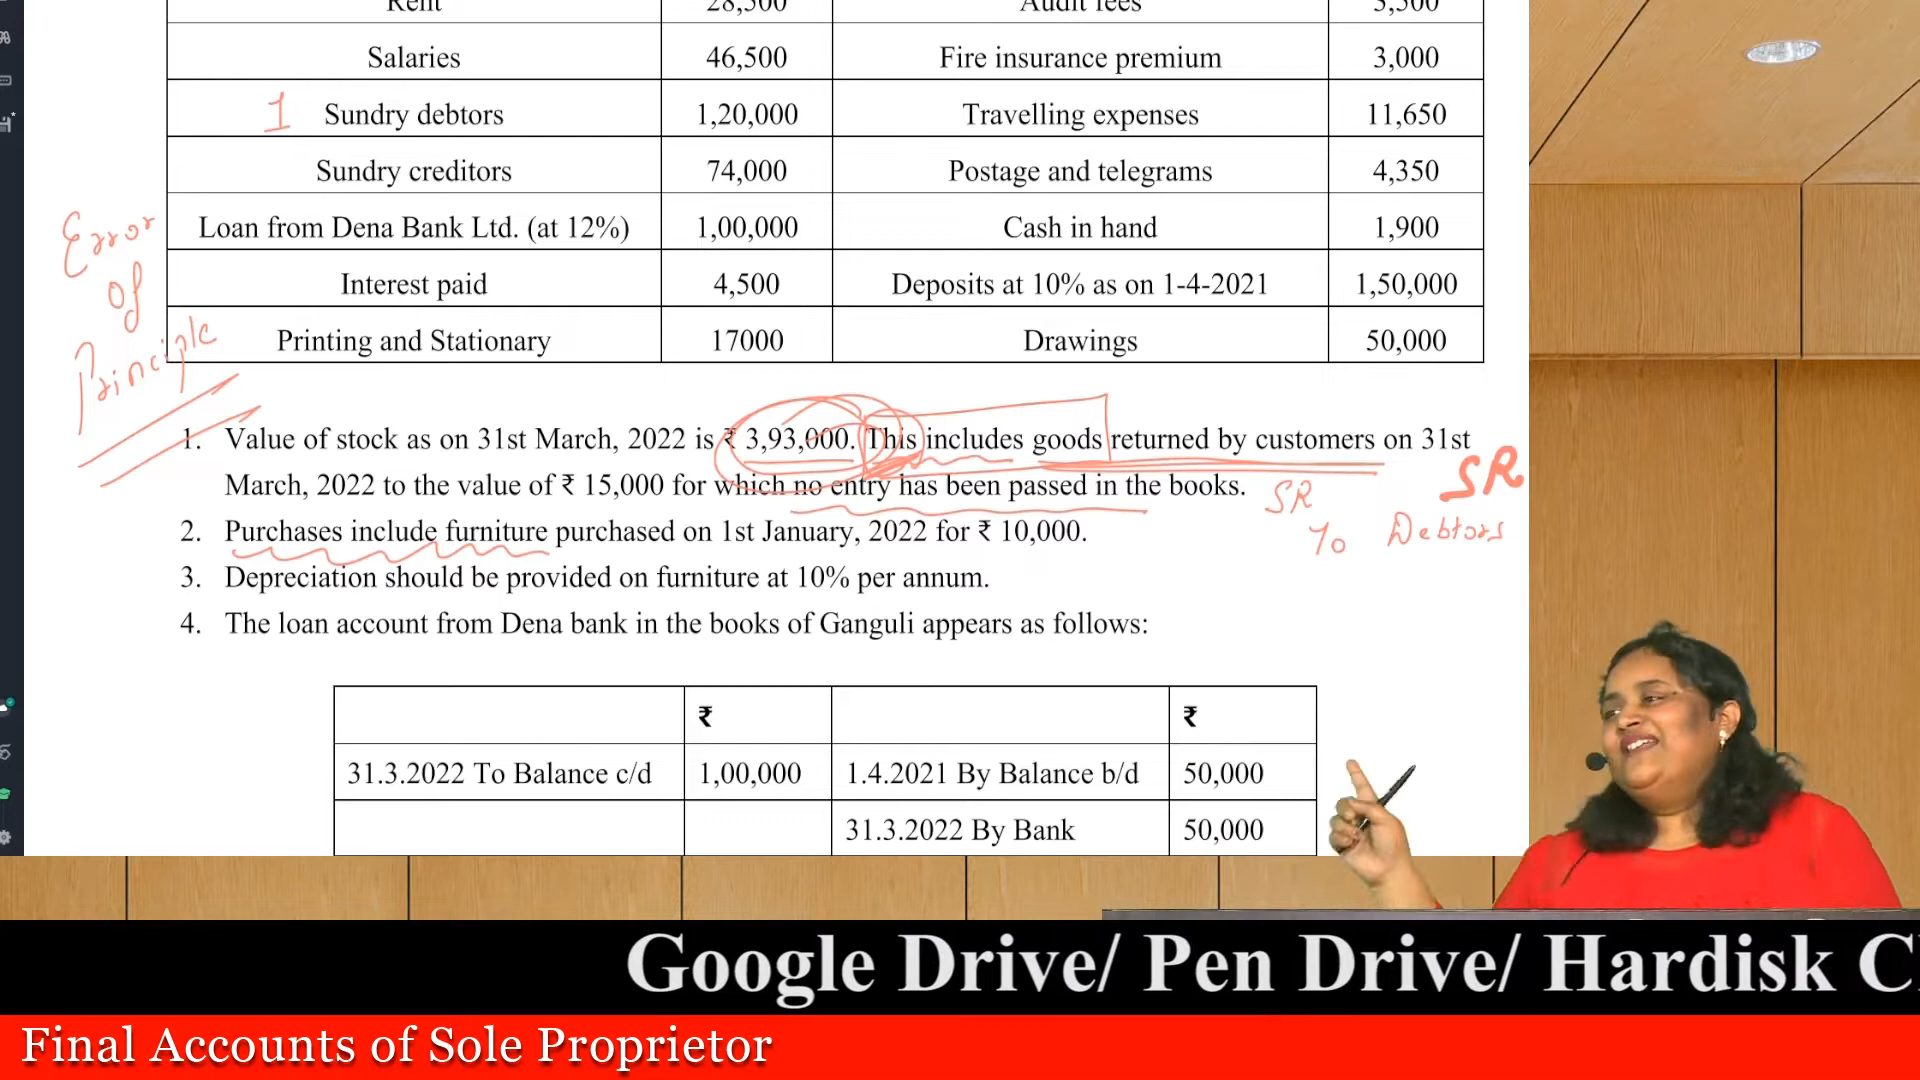 Rent 28,500 Audit fees 3,500
Salaries 46,500 Fire insurance premium 3,000
1 Sundry debtors 1,20,000 Travelling expenses 11,650
Sundry creditors 74,000 Postage and telegrams 4,350
Loan from Dena Bank Ltd. (at 12%) 1,00,000 Cash in hand 1,900
Interest paid 4,500 Deposits at 10% as on 1-4-2021 1,50,000
Printing and Stationary 17000 Drawings 50,000
Error
of
Principle
1. Value of stock as on 31st March, 2022 is ₹ 3,93,000. This includes goods returned by customers on 31st
March, 2022 to the value of ₹ 15,000 for which no entry has been passed in the books.
SR
SR
To Debtors
2. Purchases include furniture purchased on 1st January, 2022 for ₹ 10,000.
3. Depreciation should be provided on furniture at 10% per annum.
4. The loan account from Dena bank in the books of Ganguli appears as follows:
₹ ₹
31.3.2022 To Balance c/d 1,00,000 1.4.2021 By Balance b/d 50,000
31.3.2022 By Bank 50,000
Google Drive/ Pen Drive/ Hardisk
Final Accounts of Sole Proprietor